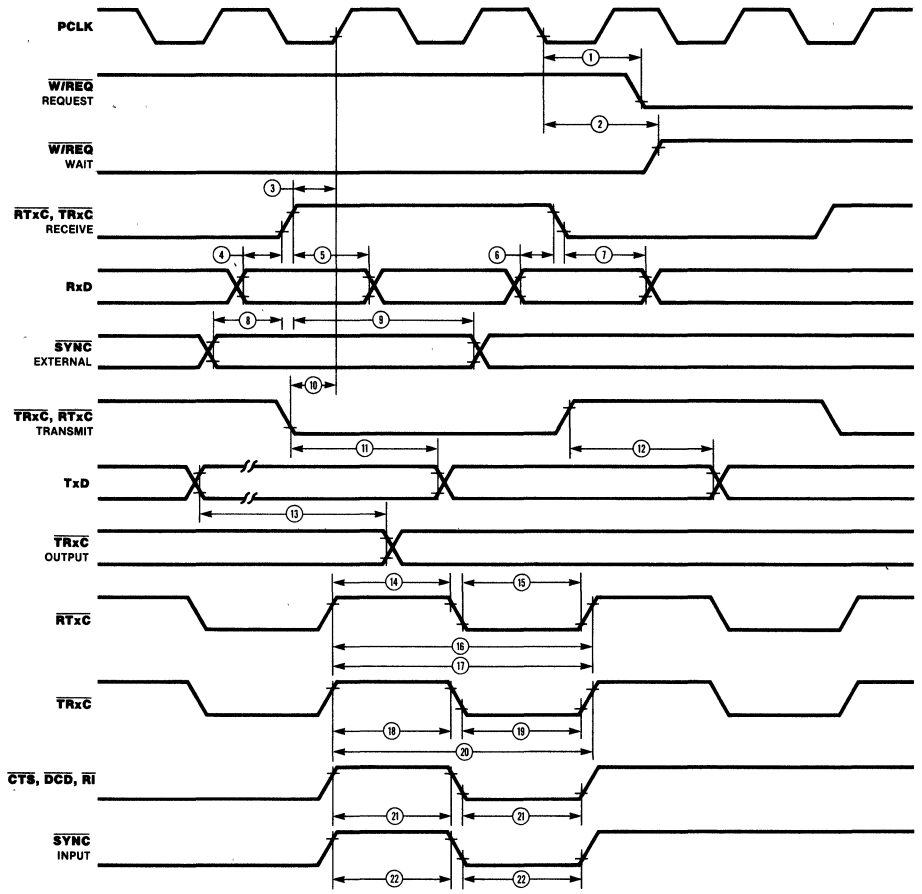 PCLK
1
W/REQ
REQUEST
2
W/REQ
WAIT
3
RTxC, TRxC
RECEIVE
4
5
6
7
RxD
8
9
SYNC
EXTERNAL
10
TRxC, RTxC
TRANSMIT
11
12
TxD
13
TRxC
OUTPUT
14
15
RTxC
16
17
TRxC
18
19
20
CTS, DCD, RI
21
21
SYNC
INPUT
22
22